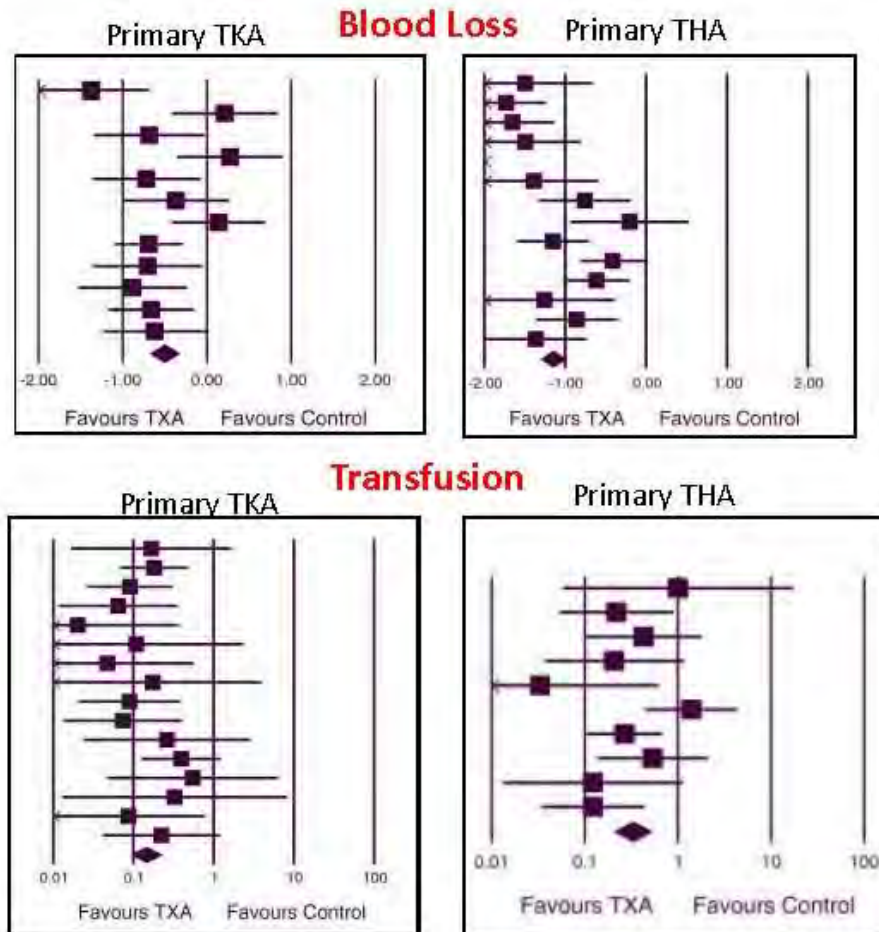 Blood Loss
Primary TKA
Primary THA
-2.00 -1.00 0.00 1.00 2.00
Favours TXA Favours Control
-2.00 -1.00 0.00 1.00 2.00
Favours TXA Favours Control
Transfusion
Primary TKA
Primary THA
0.01 0.1 1 10 100
Favours TXA Favours Control
0.01 0.1 1 10 100
Favours TXA Favours Control